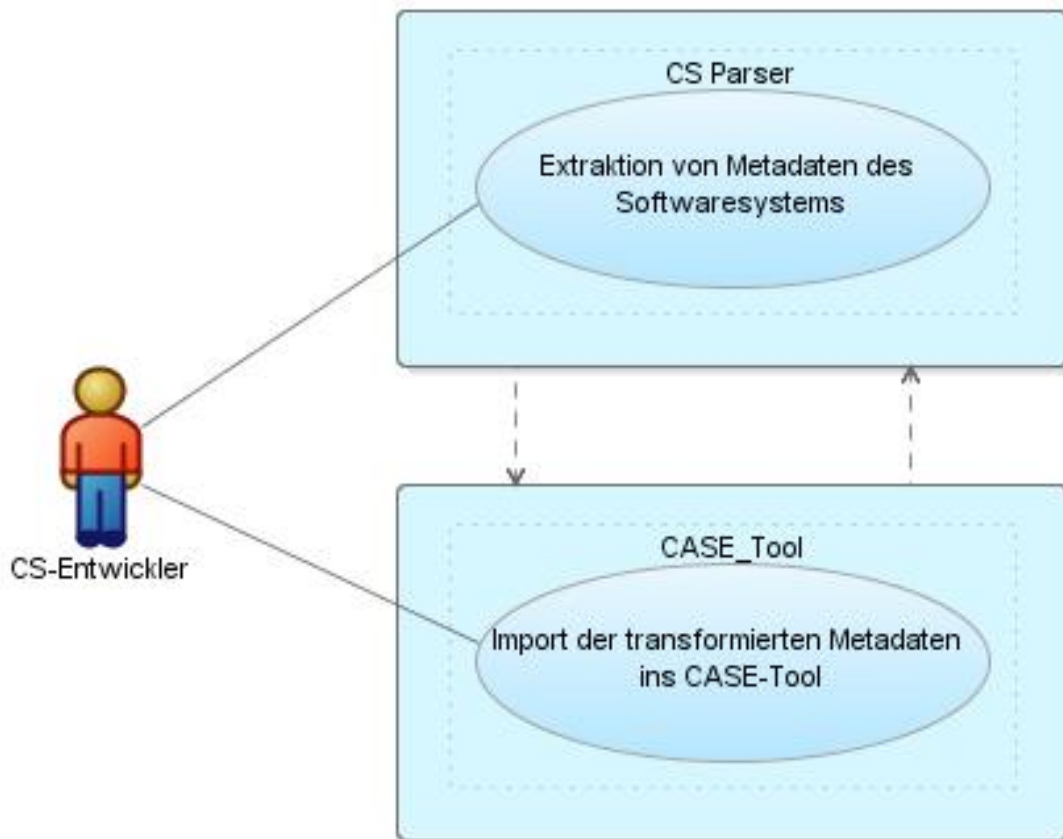 CS Parser
Extraktion von Metadaten des
Softwaresystems
CS-Entwickler
CASE_Tool
Import der transformierten Metadaten
ins CASE-Tool